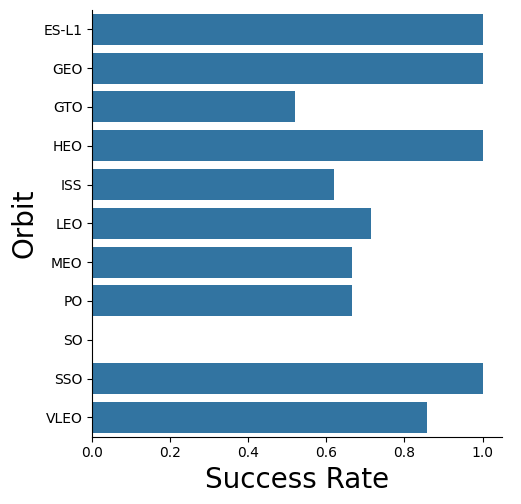 ES-L1
GEO
GTO
HEO
ISS
LEO
MEO
PO
SO
SSO
VLEO
Orbit
0.0 0.2 0.4 0.6 0.8 1.0
Success Rate